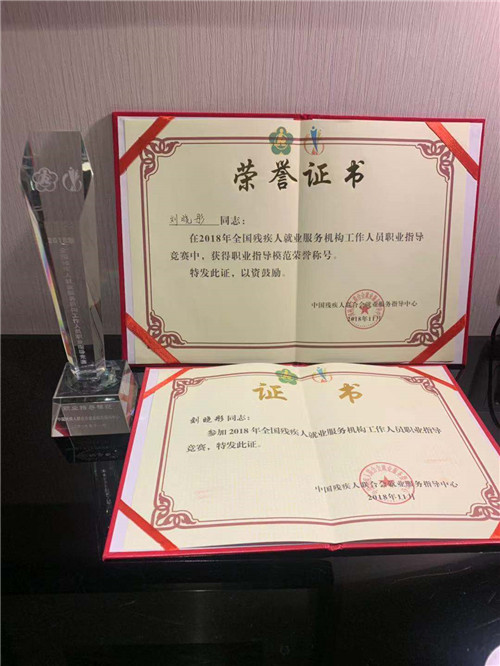 荣誉证书
刘晓彤 同志：
在2018年全国残疾人就业服务机构工作人员职业指导
竞赛中，获得职业指导模范荣誉称号。
特发此证，以资鼓励。
中国残疾人联合会就业服务指导中心
2018年11月
证书
刘晓彤同志：
参加2018年全国残疾人就业服务机构工作人员职业指导
竞赛，特发此证。
中国残疾人联合会就业服务指导中心
2018年11月